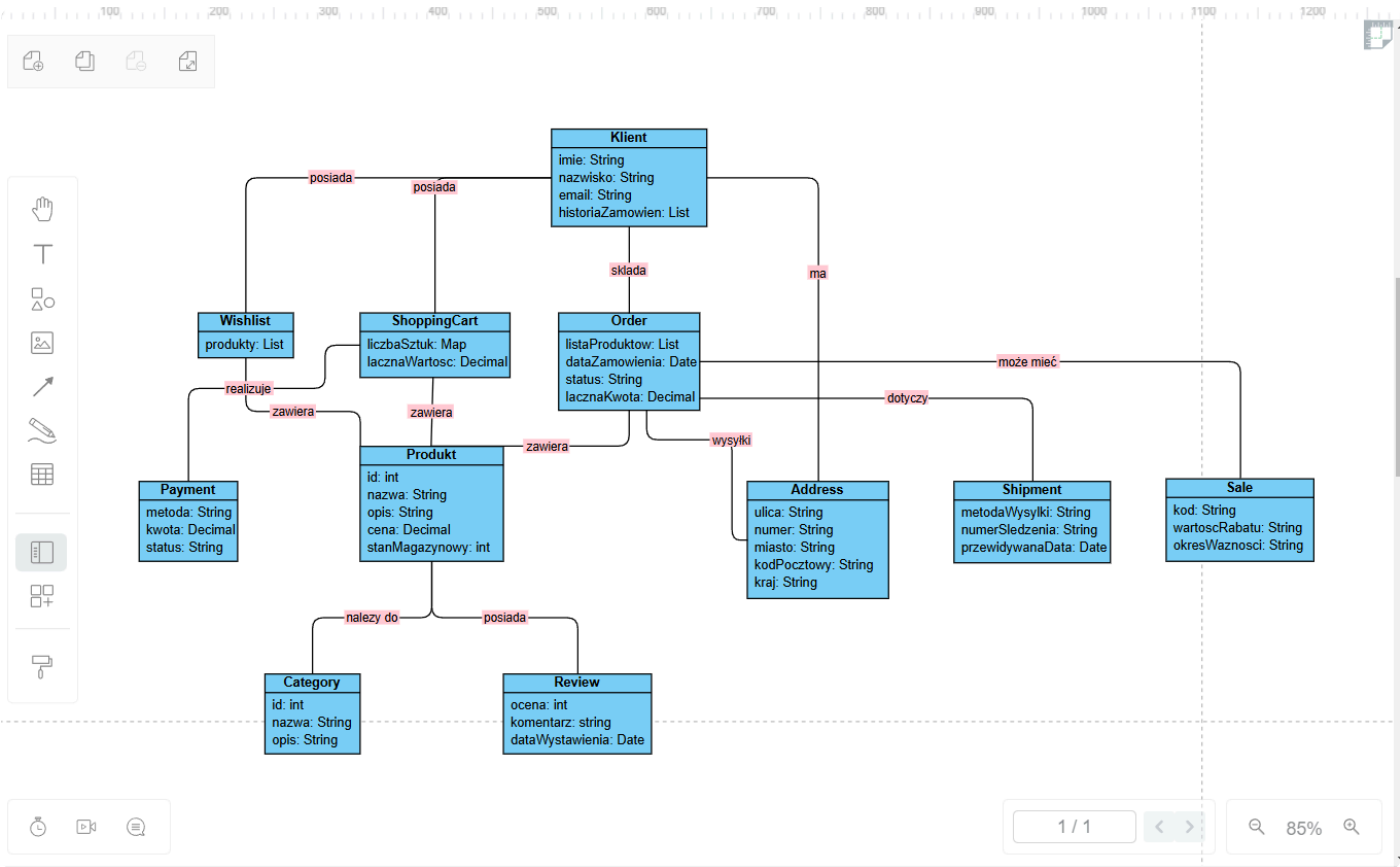 100 200 300 400 500 600 700 800 900 1000 1100 1200
Klient
imie: String
nazwisko: String
email: String
historiaZamowien: List
posiada
posiada
sklada
ma
Wishlist
produkty: List
ShoppingCart
liczbaSztuk: Map
lacznaWartosc: Decimal
Order
listaProduktow: List
dataZamowienia: Date
status: String
lacznaKwota: Decimal
może mieć
realizuje
dotyczy
zawiera
zawiera
zawiera
wysyłki
Payment
metoda: String
kwota: Decimal
status: String
Produkt
id: int
nazwa: String
opis: String
cena: Decimal
stanMagazynowy: int
Address
ulica: String
numer: String
miasto: String
kodPocztowy: String
kraj: String
Shipment
metodaWysylki: String
numerSledzenia: String
przewidywanaData: Date
Sale
kod: String
wartoscRabatu: String
okresWaznosci: String
nalezy do
posiada
Category
id: int
nazwa: String
opis: String
Review
ocena: int
komentarz: string
dataWystawienia: Date
1 / 1
85%